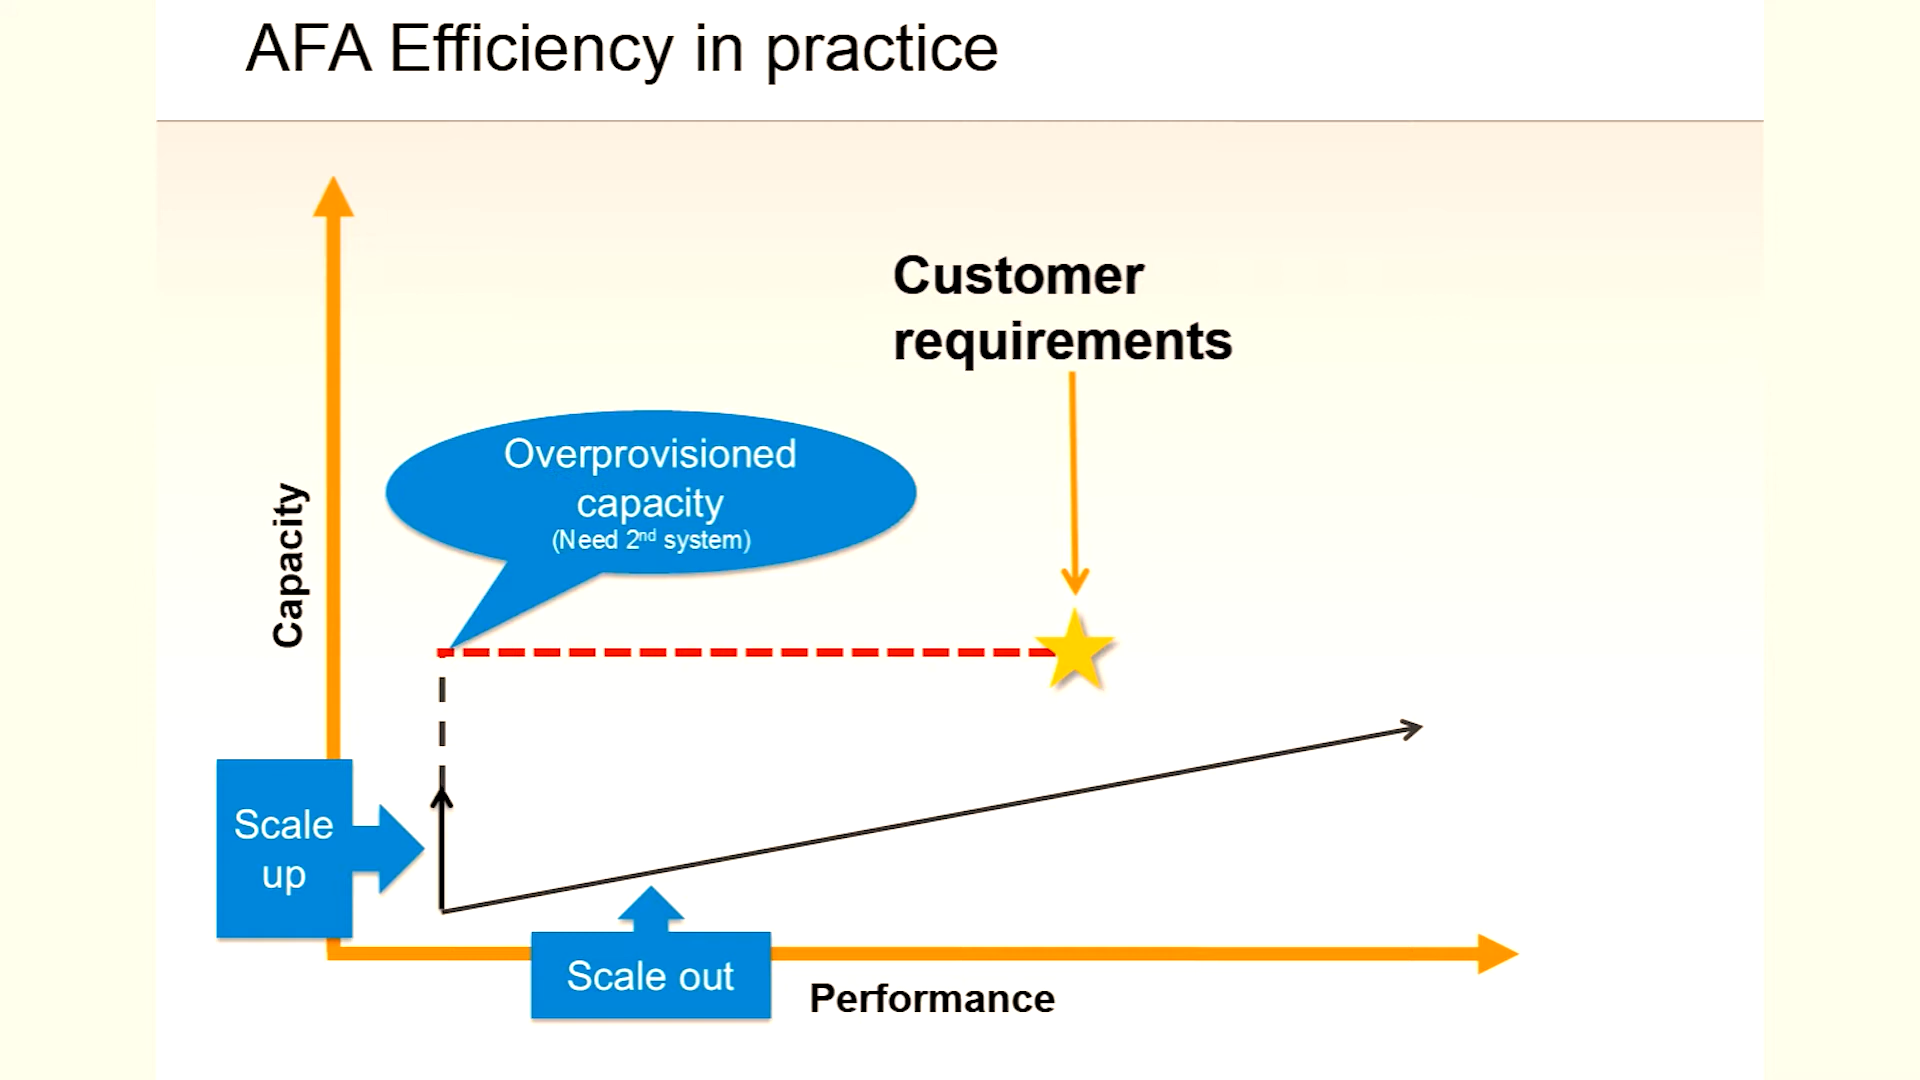 AFA Efficiency in practice
Customer
requirements
Overprovisioned
capacity
(Need 2nd system)
Capacity
Scale
up
Scale out
Performance